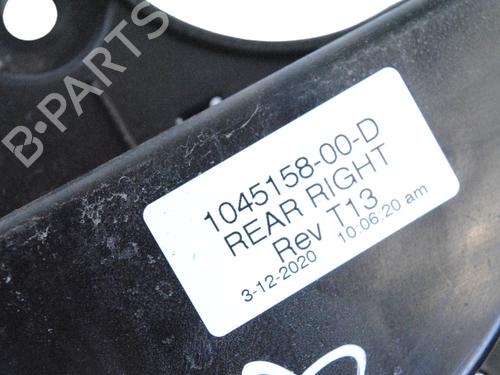 B-PARTS
1045158-00-D
REAR RIGHT
Rev T13
3-12-2020 10:06:20 am